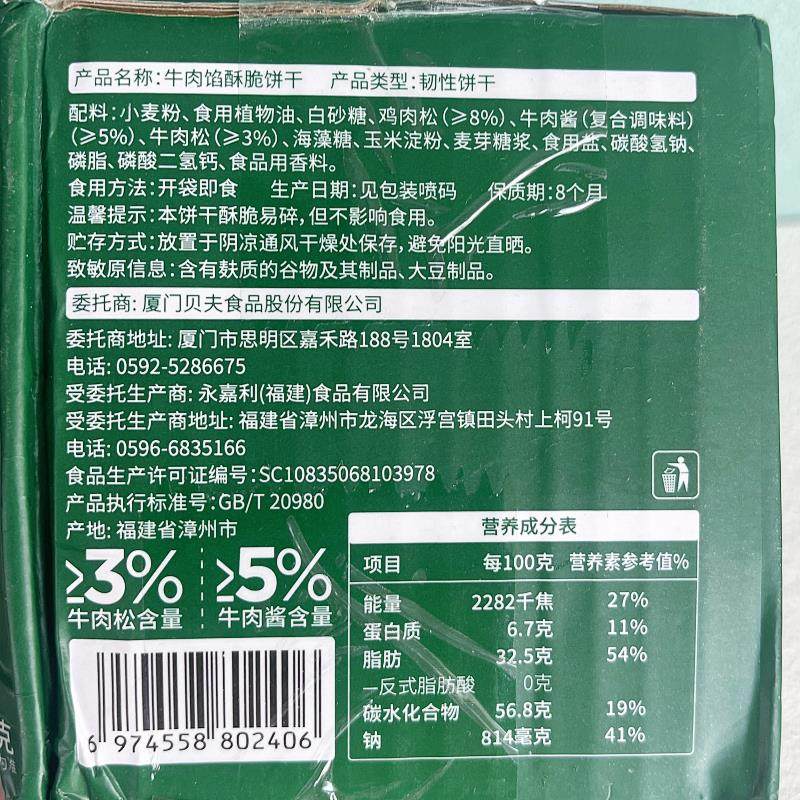 产品名称:牛肉馅酥脆饼干 产品类型:韧性饼干
配料:小麦粉、食用植物油、白砂糖、鸡肉松(≥8%)、牛肉酱(复合调味料)
(≥5%)、牛肉松(≥3%)、海藻糖、玉米淀粉、麦芽糖浆、食用盐、碳酸氢钠、
磷脂、磷酸二氢钙、食品用香料。
食用方法:开袋即食 生产日期:见包装喷码 保质期:8个月
温馨提示:本饼干酥脆易碎,但不影响食用。
贮存方式:放置于阴凉通风干燥处保存,避免阳光直晒。
致敏原信息:含有麸质的谷物及其制品、大豆制品。
委托商: 厦门贝夫食品股份有限公司
委托商地址: 厦门市思明区嘉禾路188号1804室
电话: 0592-5286675
受委托生产商: 永嘉利(福建)食品有限公司
受委托生产商地址: 福建省漳州市龙海区浮宫镇田头村上柯91号
电话: 0596-6835166
食品生产许可证编号:SC10835068103978
产品执行标准号:GB/T 20980
产地: 福建省漳州市
≥3% ≥5%
牛肉松含量 牛肉酱含量
6 974558 802406
营养成分表
项目 每100克 营养素参考值%
能量 2282千焦 27%
蛋白质 6.7克 11%
脂肪 32.5克 54%
—反式脂肪酸 0克
碳水化合物 56.8克 19%
钠 814毫克 41%
克